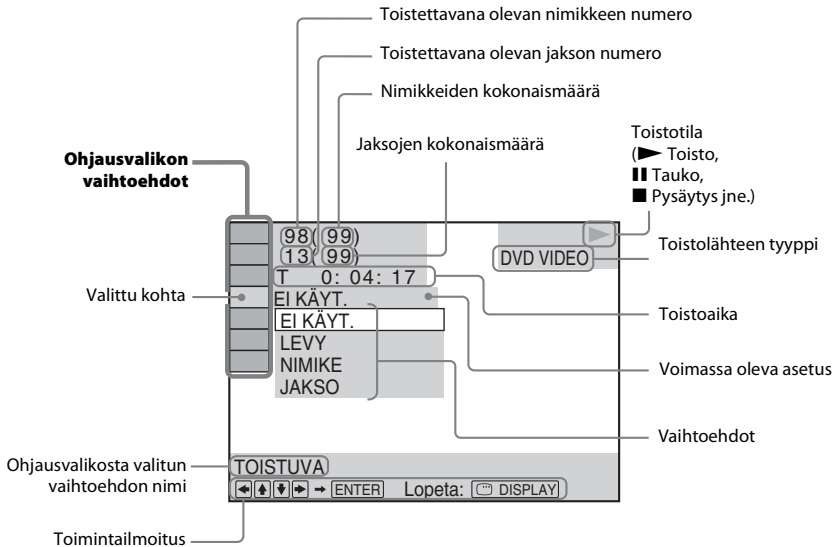 Toistettavana olevan nimikkeen numero
Toistettavana olevan jakson numero
Nimikkeiden kokonaismäärä
Jaksojen kokonaismäärä
Toistotila
(► Toisto,
❚❚ Tauko,
■ Pysäytys jne.)
Ohjausvalikon
vaihtoehdot
98( 99)
13( 99)
DVD VIDEO
Toistolähteen tyyppi
T 0: 04: 17
Valittu kohta
EI KÄYT.
EI KÄYT.
LEVY
NIMIKE
JAKSO
Toistoaika
Voimassa oleva asetus
Vaihtoehdot
Ohjausvalikosta valitun
vaihtoehdon nimi
TOISTUVA
ENTER Lopeta: DISPLAY
Toimintailmoitus